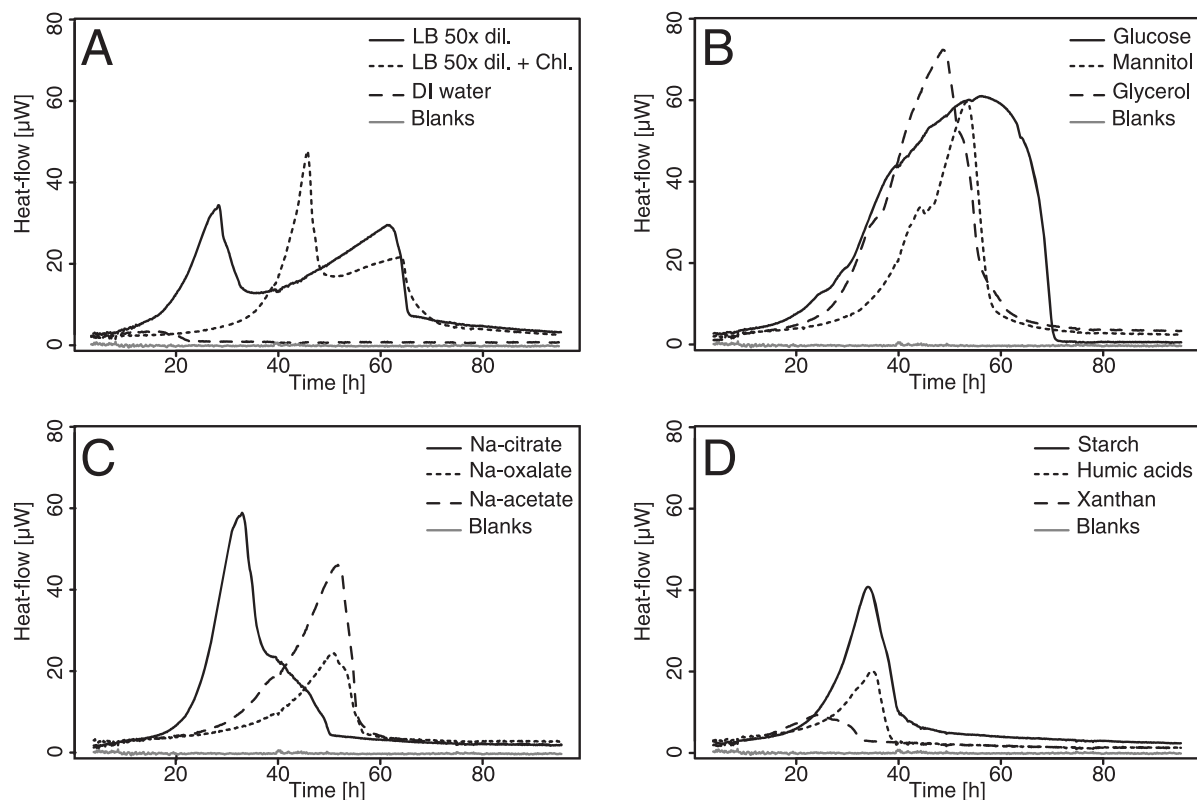 A
LB 50x dil.
LB 50x dil. + Chl.
DI water
Blanks
Heat-flow [µW]
80
60
40
20
0
20 40 60 80
Time [h]
B
Glucose
Mannitol
Glycerol
Blanks
Heat-flow [µW]
80
60
40
20
0
20 40 60 80
Time [h]
C
Na-citrate
Na-oxalate
Na-acetate
Blanks
Heat-flow [µW]
80
60
40
20
0
20 40 60 80
Time [h]
D
Starch
Humic acids
Xanthan
Blanks
Heat-flow [µW]
80
60
40
20
0
20 40 60 80
Time [h]